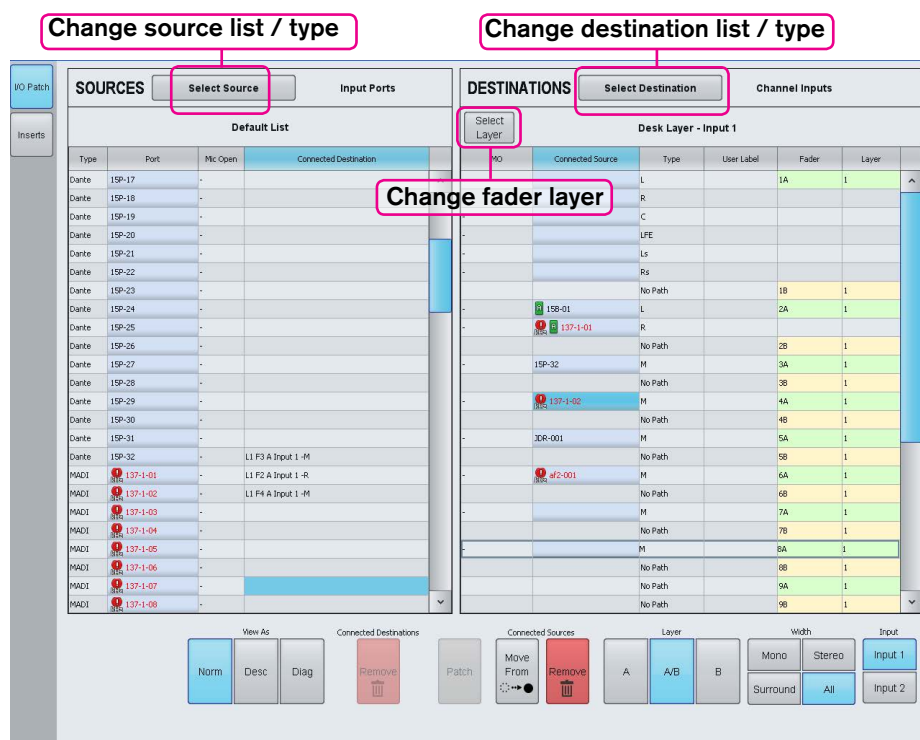 Change source list / type
Change destination list / type
I/O Patch
Inserts
SOURCES
Select Source
Input Ports
Default List
Type Port Mic Open Connected Destination
Dante 15P-17 -
Dante 15P-18 -
Dante 15P-19 -
Dante 15P-20 -
Dante 15P-21 -
Dante 15P-22 -
Dante 15P-23 -
Dante 15P-24 -
Dante 15P-25 -
Dante 15P-26 -
Dante 15P-27 -
Dante 15P-28 -
Dante 15P-29 -
Dante 15P-30 -
Dante 15P-31 -
Dante 15P-32 - L1 F3 A Input 1 -M
MADI 137-1-01 - L1 F2 A Input 1 -R
MADI 137-1-02 - L1 F4 A Input 1 -M
MADI 137-1-03 -
MADI 137-1-04 -
MADI 137-1-05 -
MADI 137-1-06 -
MADI 137-1-07 -
MADI 137-1-08 -
DESTINATIONS
Select Destination
Channel Inputs
Select
Layer
Desk Layer - Input 1
MO Connected Source Type User Label Fader Layer
Change fader layer
L 1A 1
R
- C
- LFE
- Ls
- Rs
No Path 1B 1
- 15B-01 L 2A 1
- 137-1-01 R
No Path 2B 1
- 15P-32 M 3A 1
No Path 3B 1
- 137-1-02 M 4A 1
No Path 4B 1
- JDR-001 M 5A 1
No Path 5B 1
- af2-001 M 6A 1
No Path 6B 1
- M 7A 1
No Path 7B 1
- M 8A 1
No Path 8B 1
No Path 9A 1
No Path 9B 1
View As
Norm
Desc
Diag
Connected Destinations
Remove
Patch
Connected Sources
Move
From
Remove
Layer
A
A/B
B
Width
Mono
Stereo
Surround
All
Input
Input 1
Input 2